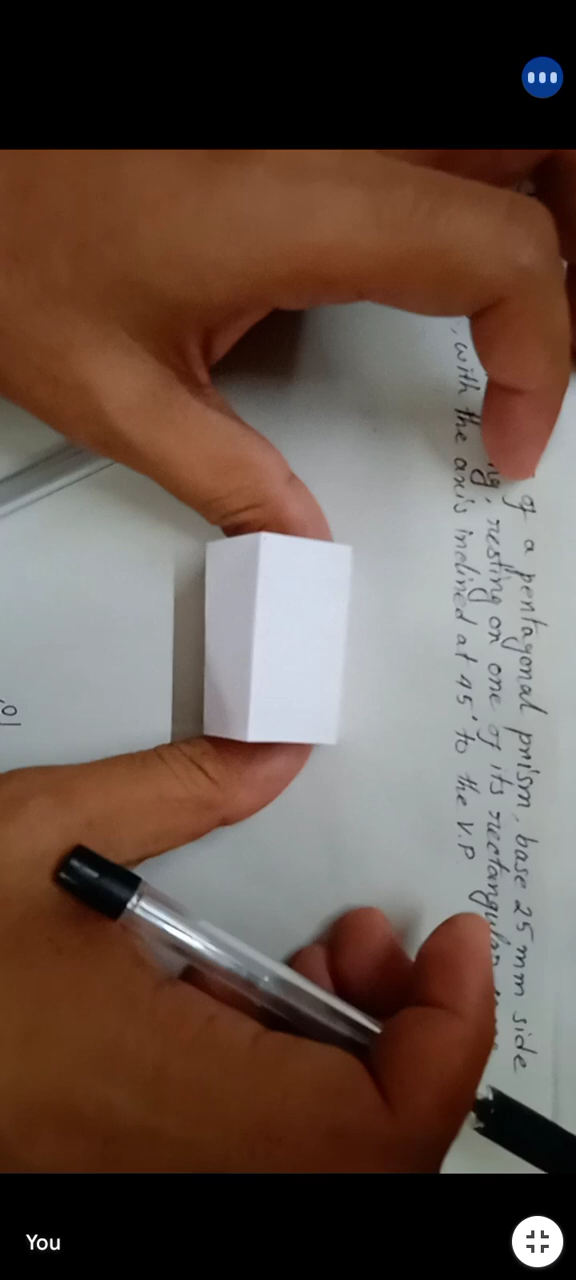 of a pentagonal prism, base 25 mm side
ng, resting on one of its rectangular
, with the axis inclined at 45° to the V.P
You